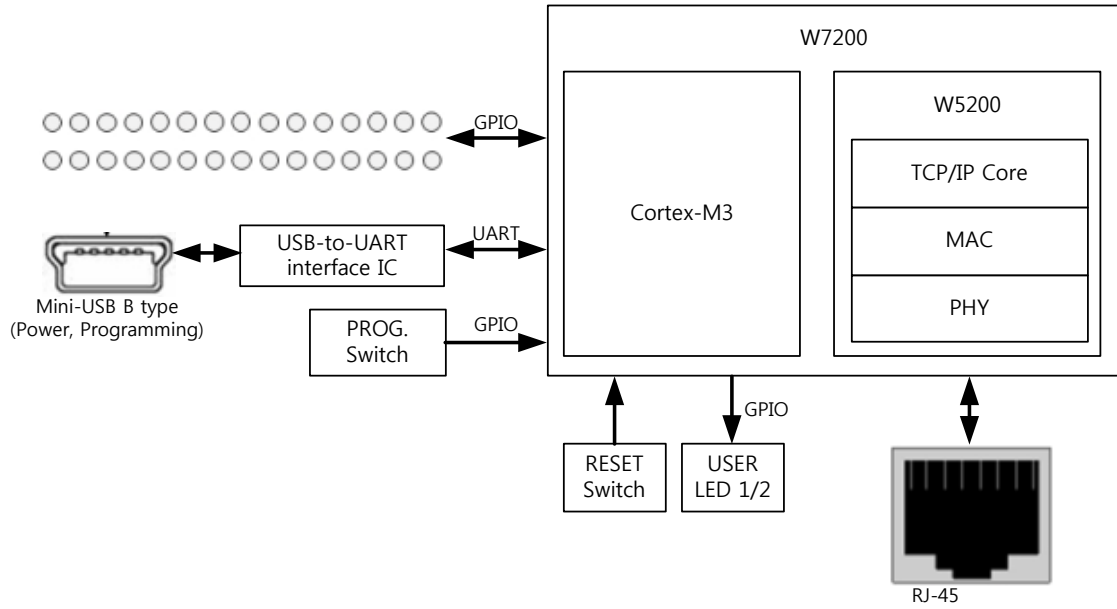 W7200
W5200
TCP/IP Core
MAC
PHY
Cortex-M3
GPIO
USB-to-UART
interface IC
UART
Mini-USB B type
(Power, Programming)
PROG.
Switch
GPIO
GPIO
RESET
Switch
USER
LED 1/2
RJ-45